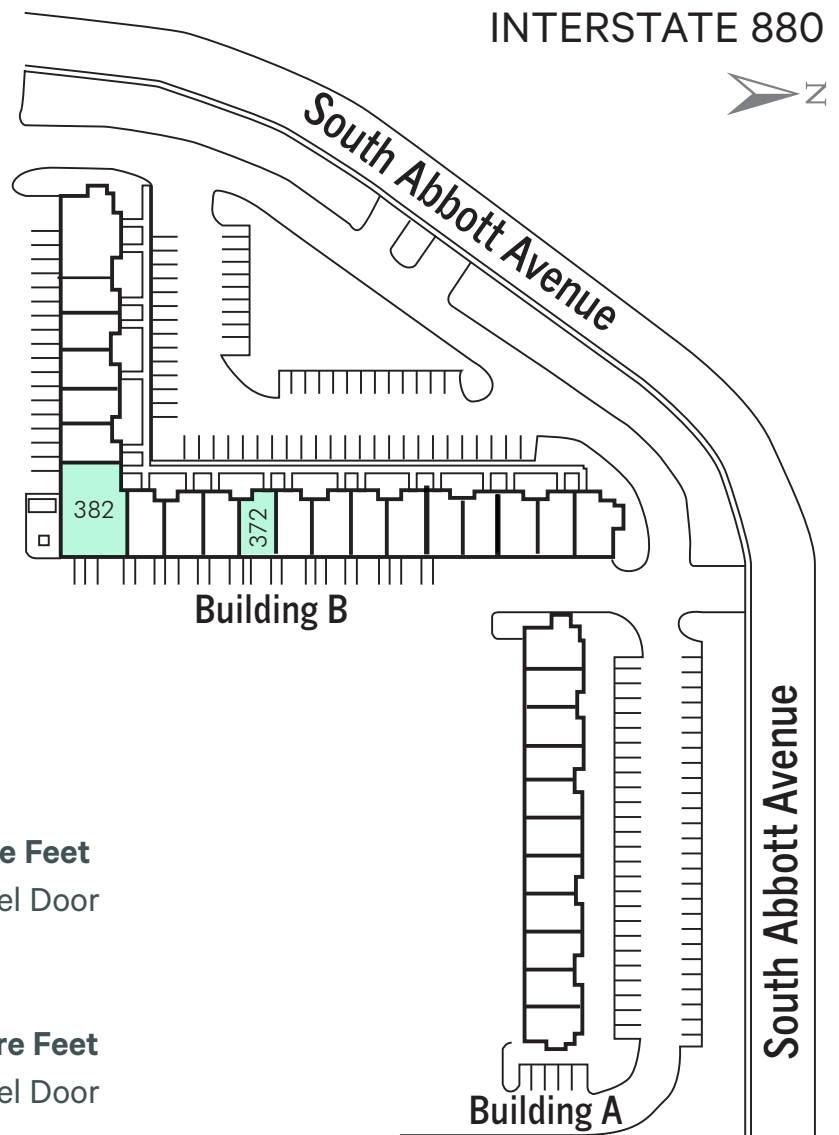 INTERSTATE 880
N
South Abbott Avenue
382
372
Building B
South Abbott Avenue
e Feet
el Door
re Feet
el Door
Building A